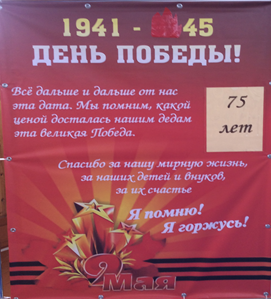 1941 - 45
ДЕНЬ ПОБЕДЫ!
Всё дальше и дальше от нас
эта дата. Мы помним, какой
ценой досталась нашим дедам
эта великая Победа.
75
лет
Спасибо за нашу мирную жизнь,
за наших детей и внуков,
за их счастье
Я помню!
Я горжусь!
9
Мая